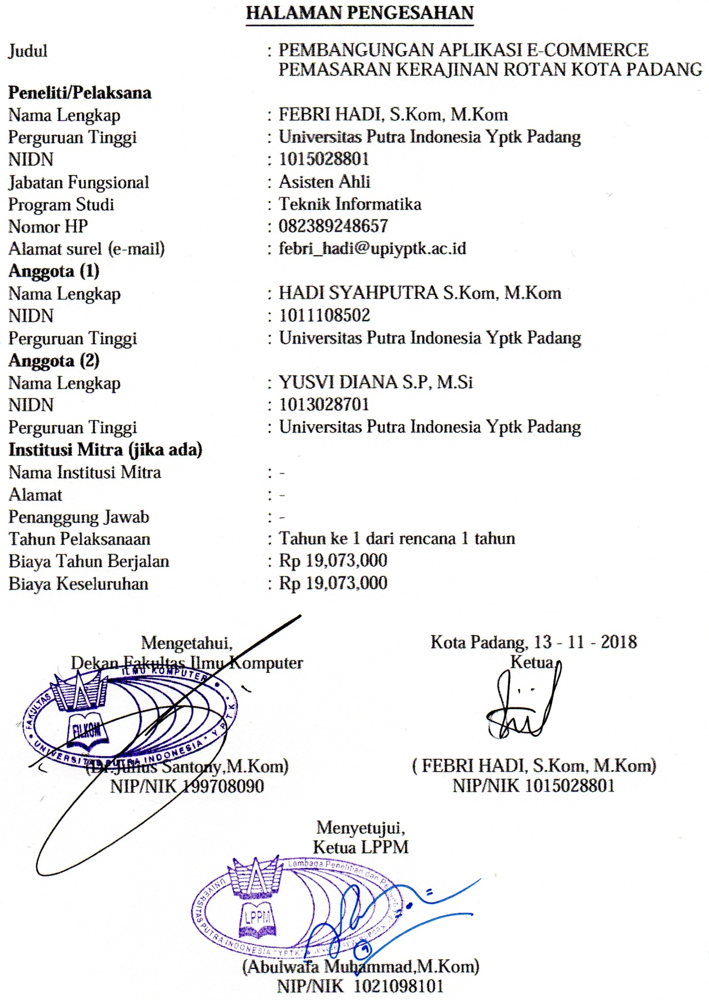 HALAMAN PENGESAHAN
Judul : PEMBANGUNGAN APLIKASI E-COMMERCE
PEMASARAN KERAJINAN ROTAN KOTA PADANG
Peneliti/Pelaksana
Nama Lengkap : FEBRI HADI, S.Kom, M.Kom
Perguruan Tinggi : Universitas Putra Indonesia Yptk Padang
NIDN : 1015028801
Jabatan Fungsional : Asisten Ahli
Program Studi : Teknik Informatika
Nomor HP : 082389248657
Alamat surel (e-mail) : febri_hadi@upiyptk.ac.id
Anggota (1)
Nama Lengkap : HADI SYAHPUTRA S.Kom, M.Kom
NIDN : 1011108502
Perguruan Tinggi : Universitas Putra Indonesia Yptk Padang
Anggota (2)
Nama Lengkap : YUSVI DIANA S.P, M.Si
NIDN : 1013028701
Perguruan Tinggi : Universitas Putra Indonesia Yptk Padang
Institusi Mitra (jika ada)
Nama Institusi Mitra : -
Alamat : -
Penanggung Jawab : -
Tahun Pelaksanaan : Tahun ke 1 dari rencana 1 tahun
Biaya Tahun Berjalan : Rp 19,073,000
Biaya Keseluruhan : Rp 19,073,000
Mengetahui,
Dekan Fakultas Ilmu Komputer
FAKULTAS ILMU KOMPUTER
FILKOM
UNIVERSITAS PUTRA INDONESIA "YPTK"
(Dr.Julius Santony,M.Kom)
NIP/NIK 199708090
Kota Padang, 13 - 11 - 2018
Ketua,
( FEBRI HADI, S.Kom, M.Kom)
NIP/NIK 1015028801
Menyetujui,
Ketua LPPM
Lembaga Penelitian dan
LPPM
UNIVERSITAS PUTRA INDONESIA "YPTK"
(Abulwafa Muhammad,M.Kom)
NIP/NIK 1021098101